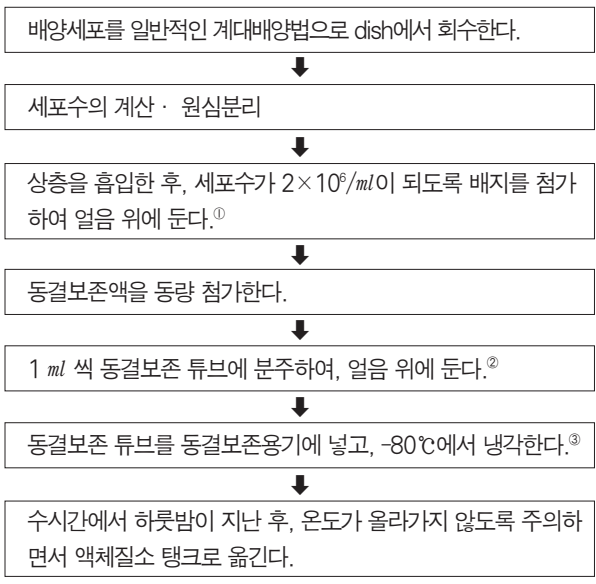 배양세포를 일반적인 계대배양법으로 dish에서 회수한다.
세포수의 계산 · 원심분리
상층을 흡입한 후, 세포수가 2×10⁶/ml이 되도록 배지를 첨가
하여 얼음 위에 둔다.①
동결보존액을 동량 첨가한다.
1 ml 씩 동결보존 튜브에 분주하여, 얼음 위에 둔다.②
동결보존 튜브를 동결보존용기에 넣고, -80℃에서 냉각한다.③
수시간에서 하룻밤이 지난 후, 온도가 올라가지 않도록 주의하
면서 액체질소 탱크로 옮긴다.